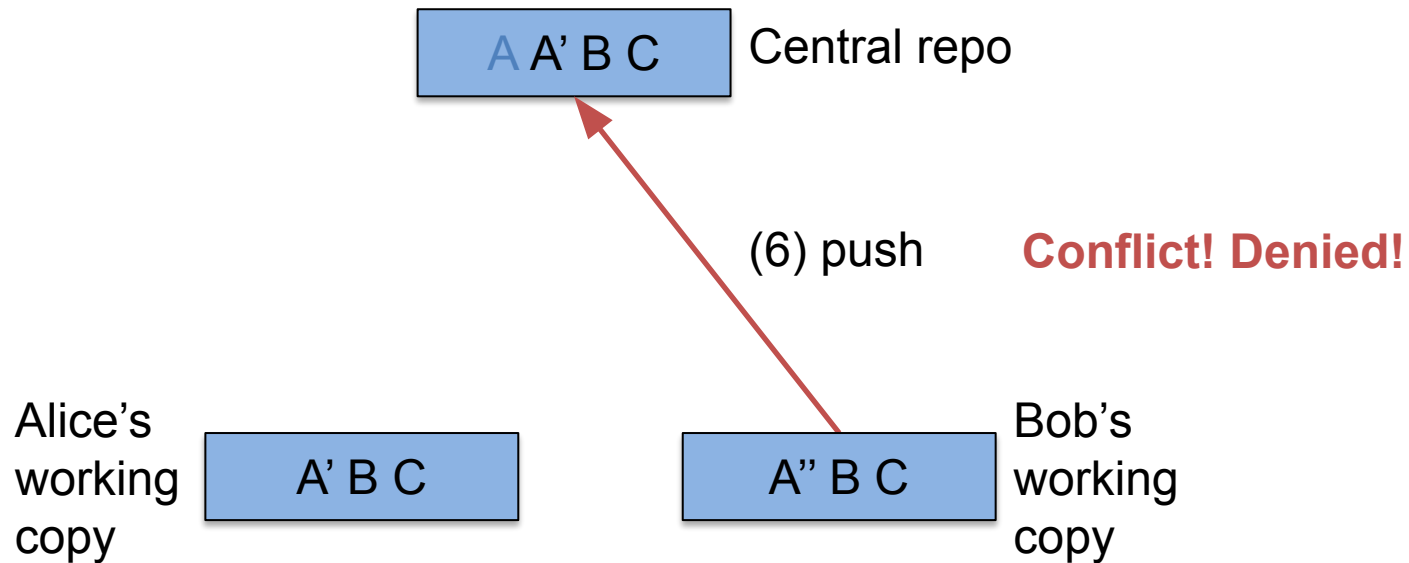 A A’ B C
Central repo
(6) push
Conflict! Denied!
Alice’s
working
copy
A’ B C
A’’ B C
Bob’s
working
copy